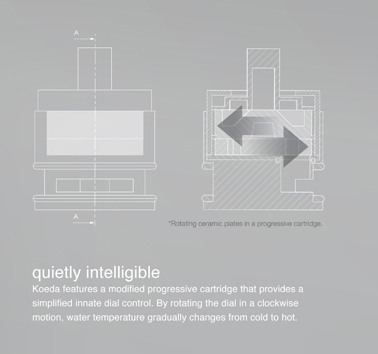 A
A
*Rotating ceramic plates in a progressive cartridge.
quietly intelligible
Koeda features a modified progressive cartridge that provides a
simplified innate dial control. By rotating the dial in a clockwise
motion, water temperature gradually changes from cold to hot.